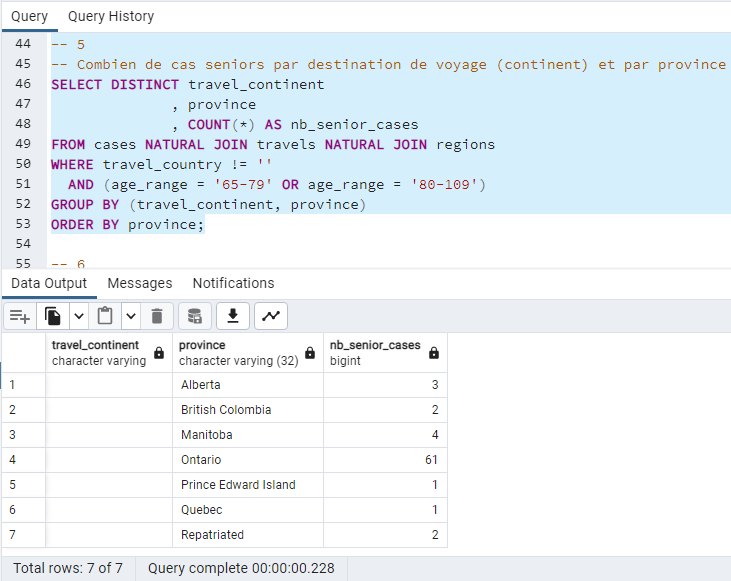 Query Query History
44 -- 5
45 -- Combien de cas seniors par destination de voyage (continent) et par province
46 SELECT DISTINCT travel_continent
47 , province
48 , COUNT(*) AS nb_senior_cases
49 FROM cases NATURAL JOIN travels NATURAL JOIN regions
50 WHERE travel_country != ''
51 AND (age_range = '65-79' OR age_range = '80-109')
52 GROUP BY (travel_continent, province)
53 ORDER BY province;
54
55 -- 6
Data Output Messages Notifications
travel_continent province nb_senior_cases
character varying character varying (32) bigint
1 Alberta 3
2 British Colombia 2
3 Manitoba 4
4 Ontario 61
5 Prince Edward Island 1
6 Quebec 1
7 Repatriated 2
Total rows: 7 of 7 Query complete 00:00:00.228